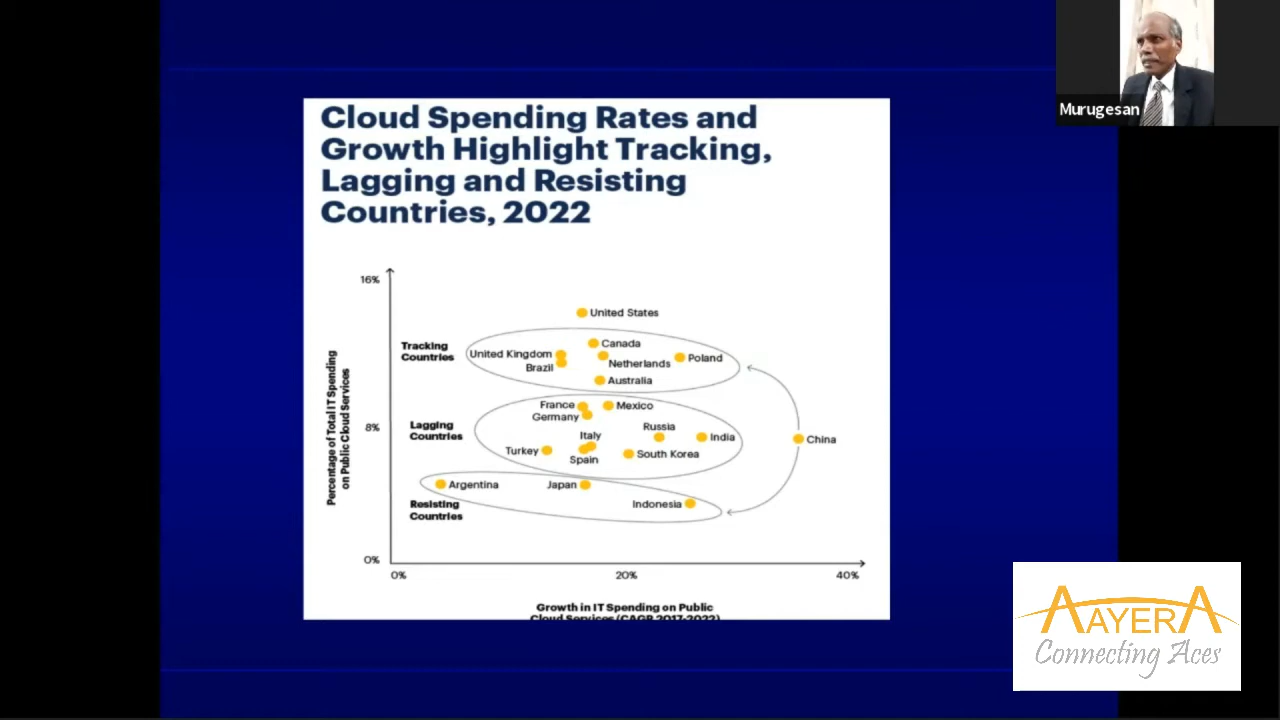 Murugesan
Cloud Spending Rates and
Growth Highlight Tracking,
Lagging and Resisting
Countries, 2022
16%
8%
0%
Percentage of Total IT Spending
on Public Cloud Services
United States
Tracking
Countries
Canada
United Kingdom
Netherlands
Poland
Brazil
Australia
Lagging
Countries
France
Mexico
Germany
Russia
Italy
India
China
Turkey
Spain
South Korea
Argentina
Japan
Resisting
Countries
Indonesia
0%
20%
40%
Growth in IT Spending on Public
Cloud Services (CAGR 2017-2022)
AAYERA
Connecting Aces